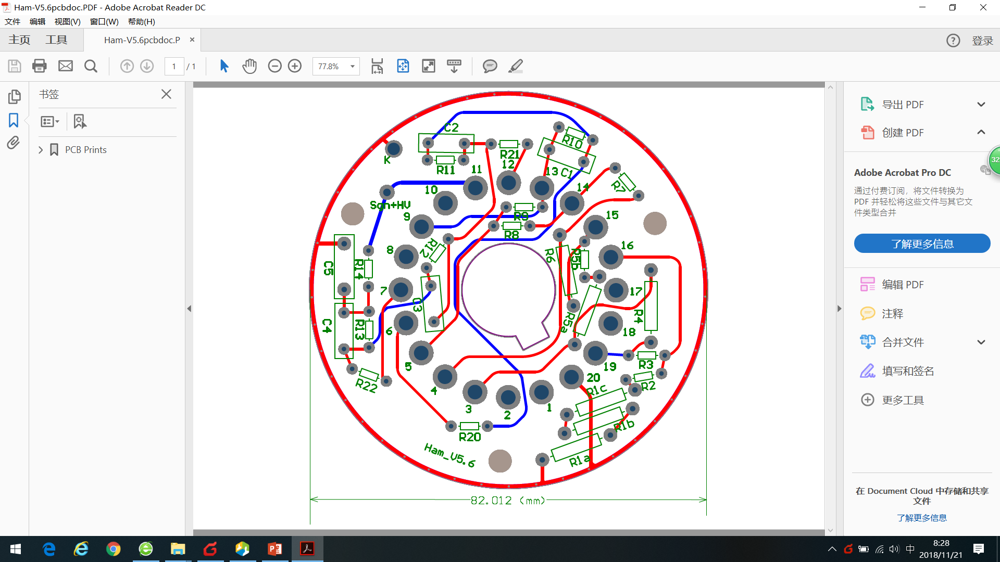 Ham-V5.6pcbdoc.PDF - Adobe Acrobat Reader DC
文件 编辑 视图(V) 窗口(W) 帮助(H)
主页 工具 Ham-V5.6pcbdoc.P × 登录
1 / 1 77.8%
书签
PCB Prints
C2
R10
K
R21
R11 11 12 13 C1
10 14 R7
Sgn+HV
9 R9 15
R8
8 R12 R6 R5b 16
C5 R14
7 C3 17
C4 R13 6 R5a R4 18
5 19 R3
R22 4 20 R2
3 2 1 R1c
R1b
R20
Ham_V5.6 R1a
82.012 (mm)
导出 PDF
创建 PDF
32
Adobe Acrobat Pro DC
通过付费订阅，将文件转换为
PDF 并轻松将这些文件与其它文
件类型合并
了解更多信息
编辑 PDF
注释
合并文件
填写和签名
更多工具
在 Document Cloud 中存储和共享
文件
了解更多信息
中
8:28
2018/11/21